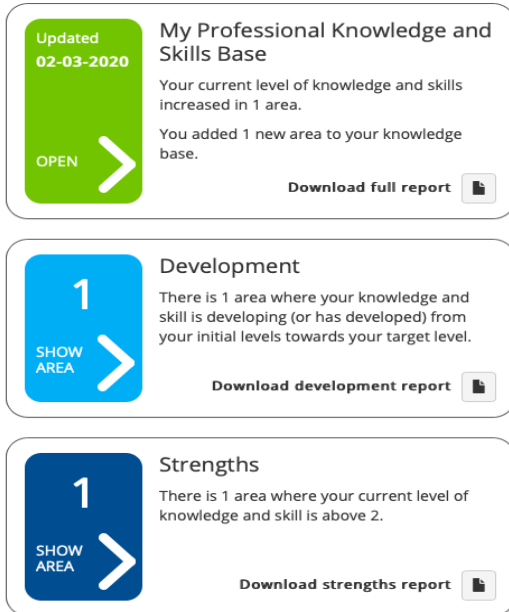 Updated
02-03-2020
OPEN
My Professional Knowledge and
Skills Base
Your current level of knowledge and skills
increased in 1 area.
You added 1 new area to your knowledge
base.
Download full report
1
SHOW
AREA
Development
There is 1 area where your knowledge and
skill is developing (or has developed) from
your initial levels towards your target level.
Download development report
1
SHOW
AREA
Strengths
There is 1 area where your current level of
knowledge and skill is above 2.
Download strengths report